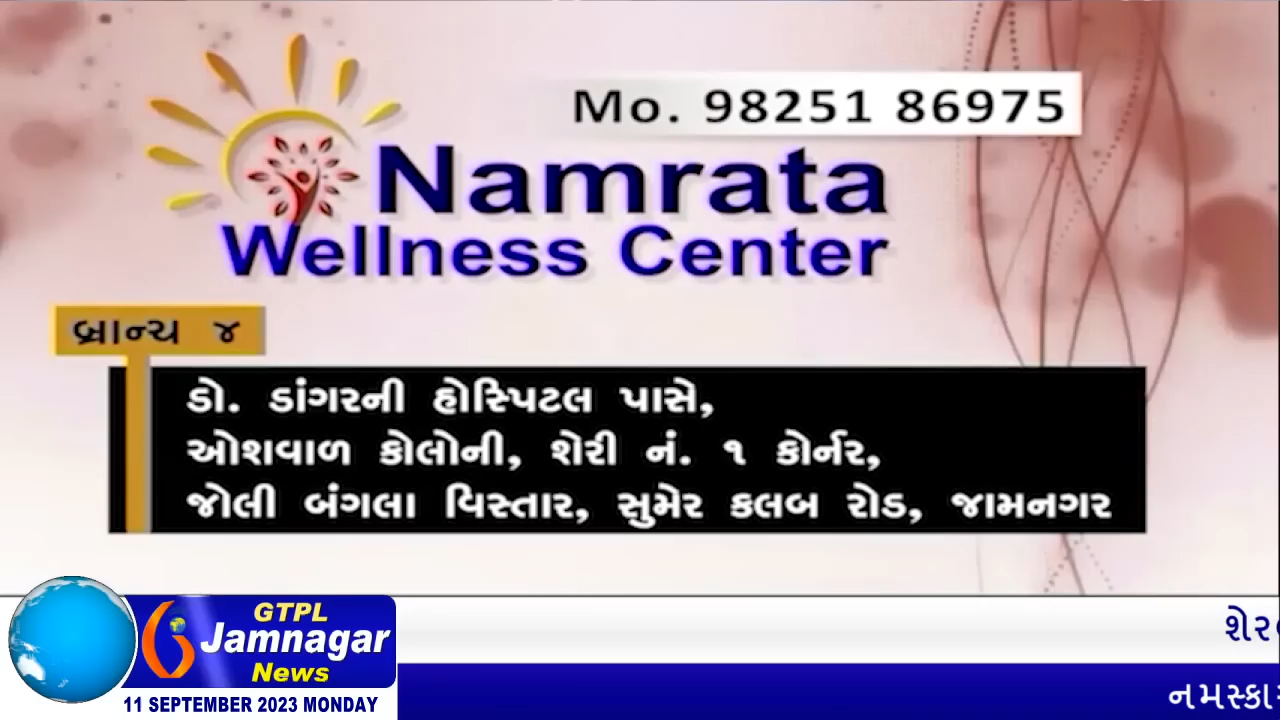 Mo. 98251 86975
Namrata
Wellness Center
બ્રાન્ચ ૪
ડો. ડાંગરની હોસ્પિટલ પાસે,
ઓશવાળ કોલોની, શેરી નં. ૧ કોર્નર,
જોલી બંગલા વિસ્તાર, સુમેર કલબ રોડ, જામનગર
GTPL
Jamnagar
News
11 SEPTEMBER 2023 MONDAY